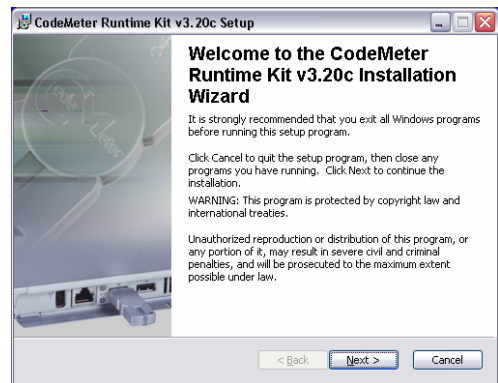 CodeMeter Runtime Kit v3.20c Setup
Welcome to the CodeMeter
Runtime Kit v3.20c Installation
Wizard
It is strongly recommended that you exit all Windows programs
before running this setup program.
Click Cancel to quit the setup program, then close any
programs you have running. Click Next to continue the
installation.
WARNING: This program is protected by copyright law and
international treaties.
Unauthorized reproduction or distribution of this program, or
any portion of it, may result in severe civil and criminal
penalties, and will be prosecuted to the maximum extent
possible under law.
< Back
Next >
Cancel